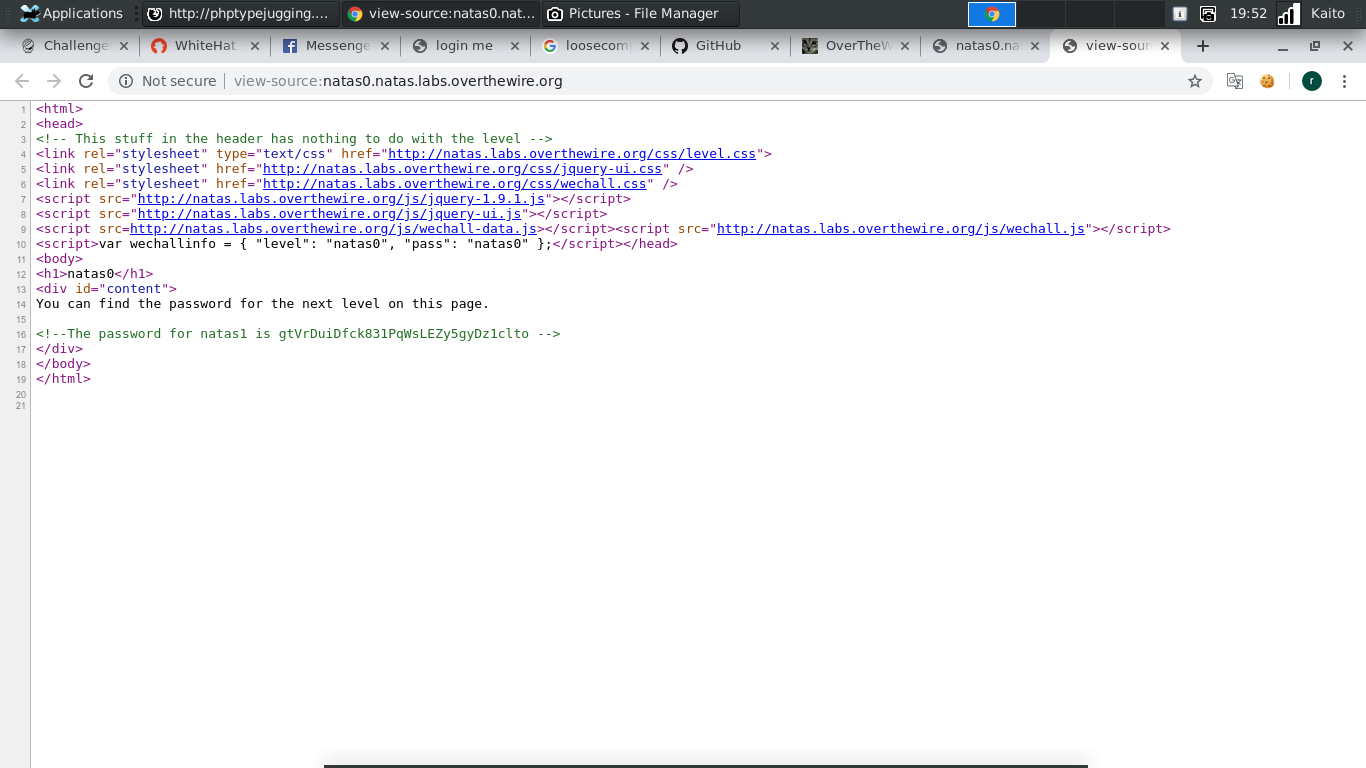 Applications http://phptypejugging.... view-source:natas0.nat... Pictures - File Manager 19:52 Kaito
Challenge WhiteHat Messenge login me loosecom GitHub OverTheW natas0.na view-sour
Not secure view-source:natas0.natas.labs.overthewire.org r
1 <html>
2 <head>
3 <!-- This stuff in the header has nothing to do with the level -->
4 <link rel="stylesheet" type="text/css" href="http://natas.labs.overthewire.org/css/level.css">
5 <link rel="stylesheet" href="http://natas.labs.overthewire.org/css/jquery-ui.css" />
6 <link rel="stylesheet" href="http://natas.labs.overthewire.org/css/wechall.css" />
7 <script src="http://natas.labs.overthewire.org/js/jquery-1.9.1.js"></script>
8 <script src="http://natas.labs.overthewire.org/js/jquery-ui.js"></script>
9 <script src=http://natas.labs.overthewire.org/js/wechall-data.js></script><script src="http://natas.labs.overthewire.org/js/wechall.js"></script>
10 <script>var wechallinfo = { "level": "natas0", "pass": "natas0" };</script></head>
11 <body>
12 <h1>natas0</h1>
13 <div id="content">
14 You can find the password for the next level on this page.
15
16 <!--The password for natas1 is gtVrDuiDfck831PqWsLEZy5gyDz1clto -->
17 </div>
18 </body>
19 </html>
20
21